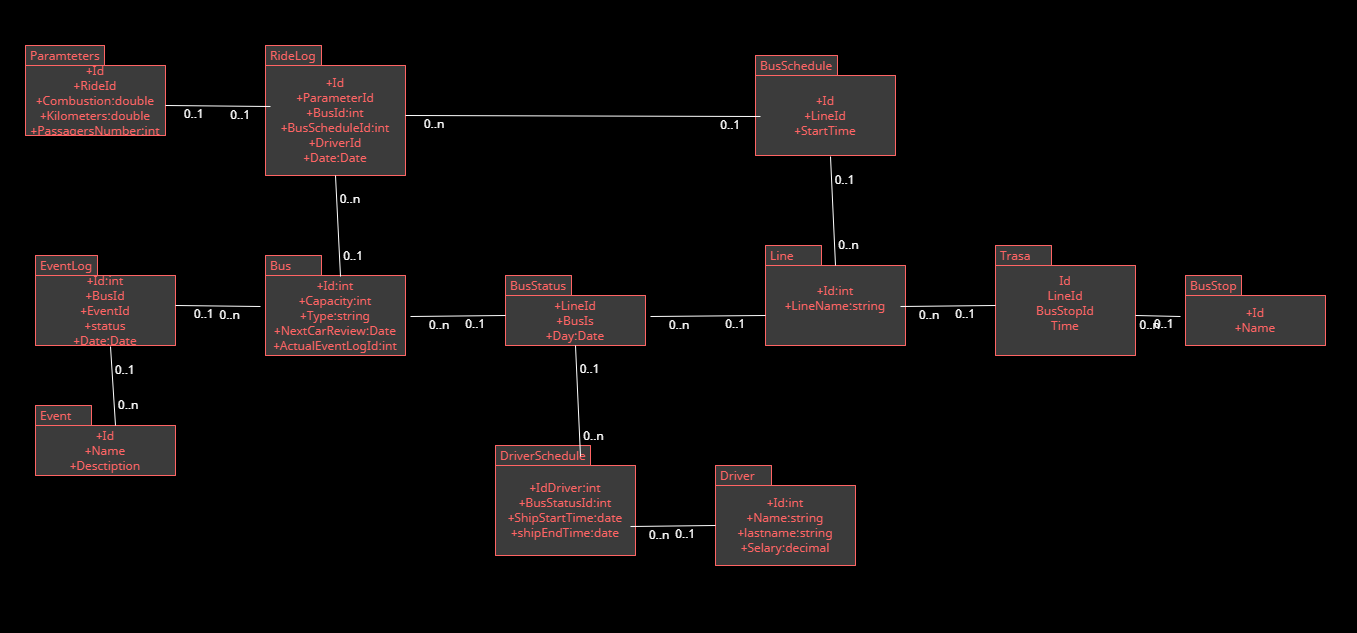 Paramteters
+Id
+RideId
+Combustion:double
+Kilometers:double
+PassagersNumber:int
0..1
0..1
RideLog
+Id
+ParameterId
+BusId:int
+BusScheduleId:int
+DriverId
+Date:Date
0..n
0..1
BusSchedule
+Id
+LineId
+StartTime
0..n
0..1
0..1
0..n
EventLog
+Id:int
+BusId
+EventId
+status
+Date:Date
0..1
0..n
Bus
+Id:int
+Capacity:int
+Type:string
+NextCarReview:Date
+ActualEventLogId:int
0..n
0..1
BusStatus
+LineId
+BusIs
+Day:Date
0..n
0..1
Line
+Id:int
+LineName:string
0..n
0..1
Trasa
Id
LineId
BusStopId
Time
0..n
0..1
BusStop
+Id
+Name
0..1
0..n
Event
+Id
+Name
+Desctiption
0..1
0..n
DriverSchedule
+IdDriver:int
+BusStatusId:int
+ShipStartTime:date
+shipEndTime:date
0..n
0..1
Driver
+Id:int
+Name:string
+lastname:string
+Selary:decimal